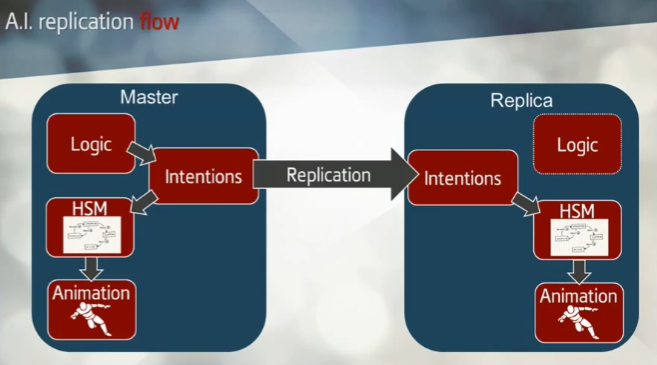 A.I. replication flow
Master
Replica
Logic
Intentions
Replication
Intentions
Logic
HSM
HSM
Animation
Animation